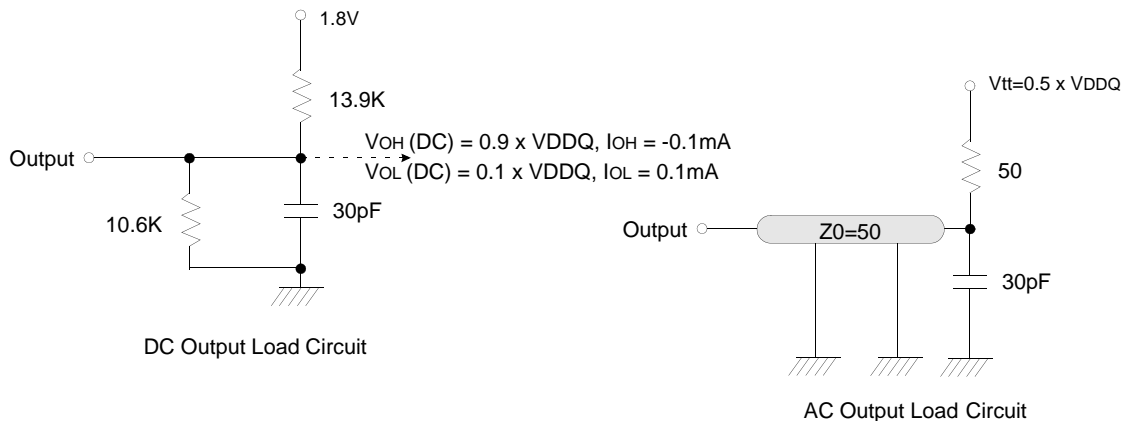 1.8V
13.9K
VOH (DC) = 0.9 x VDDQ, IOH = -0.1mA
VOL (DC) = 0.1 x VDDQ, IOL = 0.1mA
Output
10.6K
30pF
DC Output Load Circuit
Vtt=0.5 x VDDQ
50
Output
Z0=50
30pF
AC Output Load Circuit